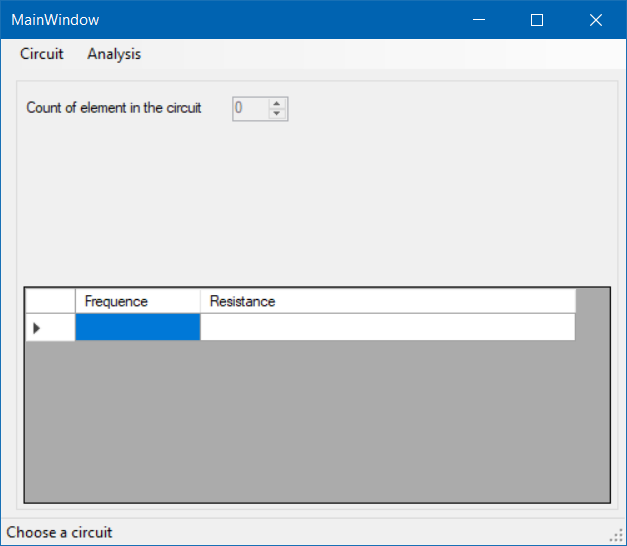 MainWindow
Circuit Analysis
Count of element in the circuit 0
Frequence Resistance
Choose a circuit